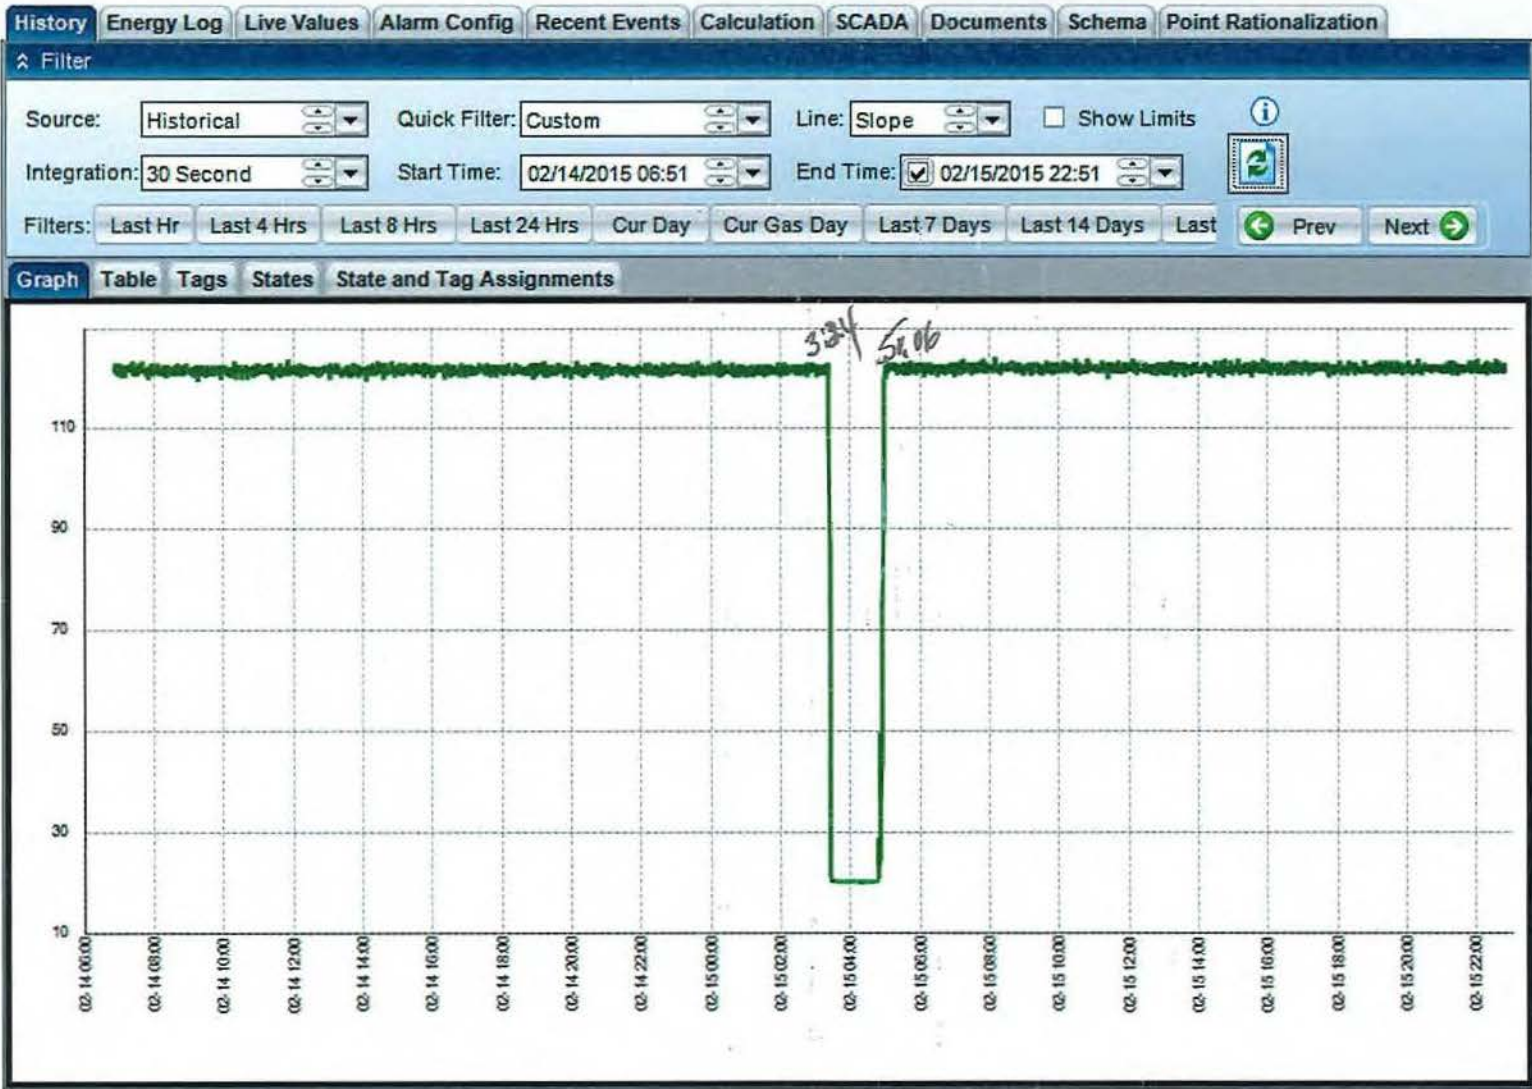 History Energy Log Live Values Alarm Config Recent Events Calculation SCADA Documents Schema Point Rationalization
Filter
Source: Historical Quick Filter: Custom Line: Slope Show Limits
Integration: 30 Second Start Time: 02/14/2015 06:51 End Time: 02/15/2015 22:51
Filters: Last Hr Last 4 Hrs Last 8 Hrs Last 24 Hrs Cur Day Cur Gas Day Last 7 Days Last 14 Days Last Prev Next
Graph Table Tags States State and Tag Assignments
3:24 5:06
110
90
70
50
30
10
02-14 06:00 02-14 08:00 02-14 10:00 02-14 12:00 02-14 14:00 02-14 16:00 02-14 18:00 02-14 20:00 02-14 22:00 02-15 00:00 02-15 02:00 02-15 04:00 02-15 06:00 02-15 08:00 02-15 10:00 02-15 12:00 02-15 14:00 02-15 16:00 02-15 18:00 02-15 20:00 02-15 22:00